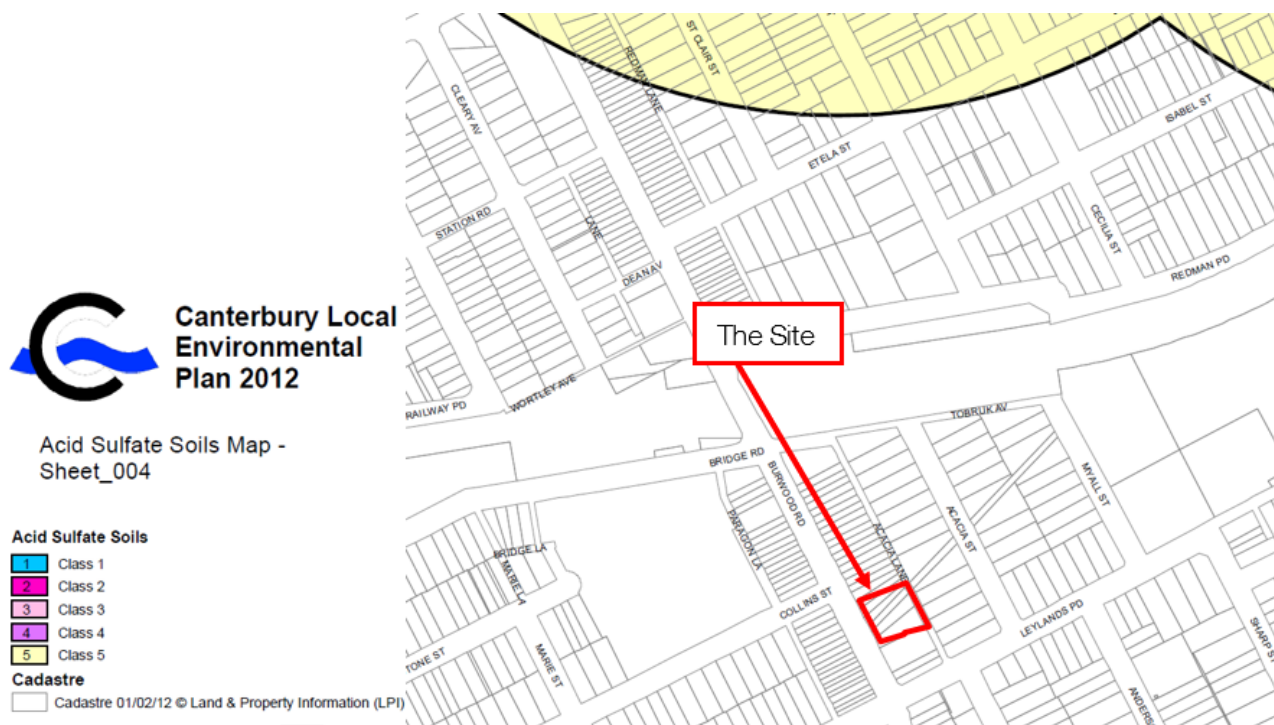 Canterbury Local
Environmental
Plan 2012
Acid Sulfate Soils Map -
Sheet_004
Acid Sulfate Soils
1 Class 1
2 Class 2
3 Class 3
4 Class 4
5 Class 5
Cadastre
Cadastre 01/02/12 © Land & Property Information (LPI)
CLEARY AV
REDMAN LANE
ST CLAIR ST
ISABEL ST
ETELA ST
STATION RD
LANE
CECILIA ST
DEAN AV
REDMAN PD
The Site
WORTLEY AVE
RAILWAY PD
TOBRUK AV
BRIDGE RD
BURWOOD RD
MYALL ST
PARAGON LA
ACACIA LANE
ACACIA ST
BRIDGE LA
MARIE LA
COLLINS ST
LEYLANDS PD
SHARP ST
TONE ST
MARIE ST
ANDERS